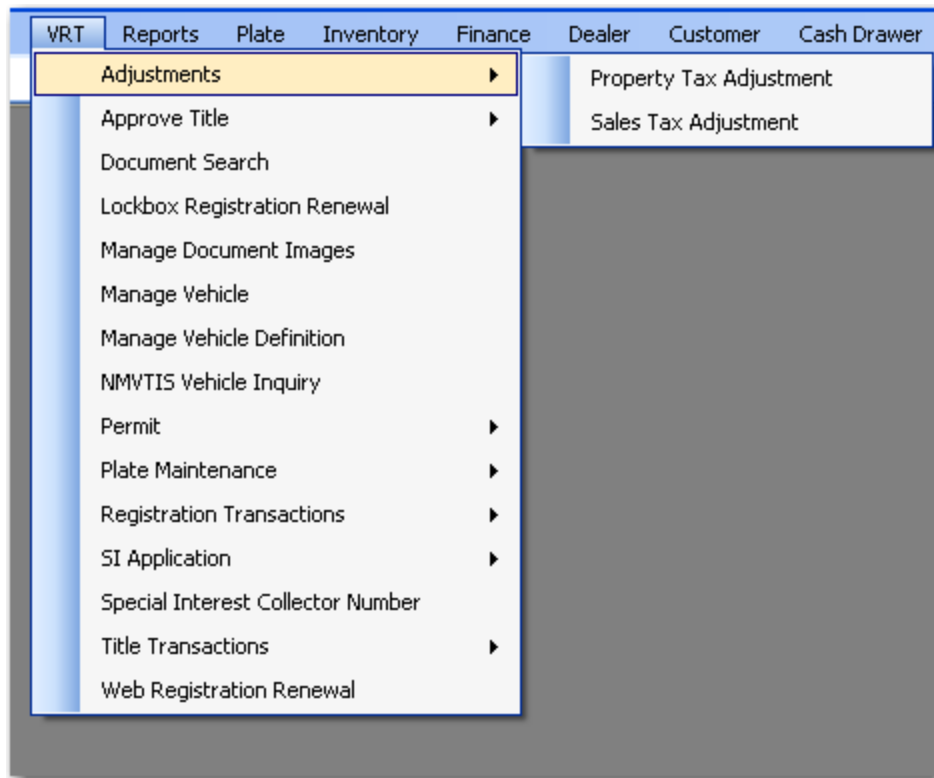 VRT Reports Plate Inventory Finance Dealer Customer Cash Drawer
Adjustments
Property Tax Adjustment
Sales Tax Adjustment
Approve Title
Document Search
Lockbox Registration Renewal
Manage Document Images
Manage Vehicle
Manage Vehicle Definition
NMVTIS Vehicle Inquiry
Permit
Plate Maintenance
Registration Transactions
SI Application
Special Interest Collector Number
Title Transactions
Web Registration Renewal